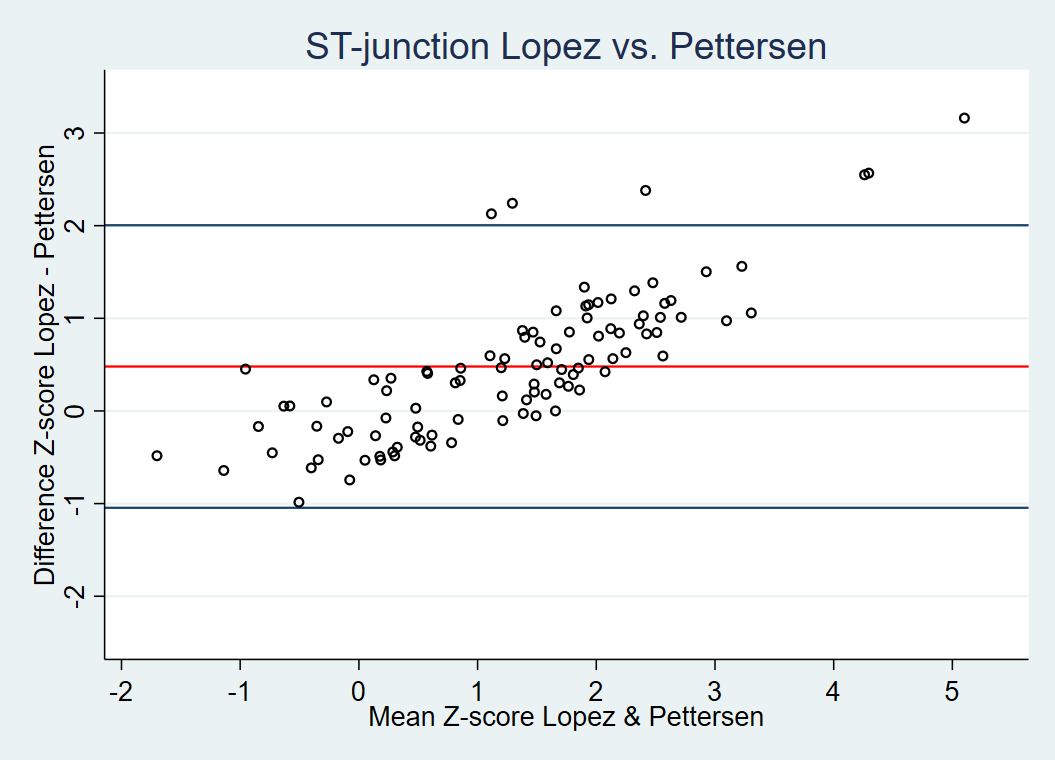 ST-junction Lopez vs. Pettersen
Difference Z-score Lopez - Pettersen
3
2
1
0
-1
-2
-2 -1 0 1 2 3 4 5
Mean Z-score Lopez & Pettersen